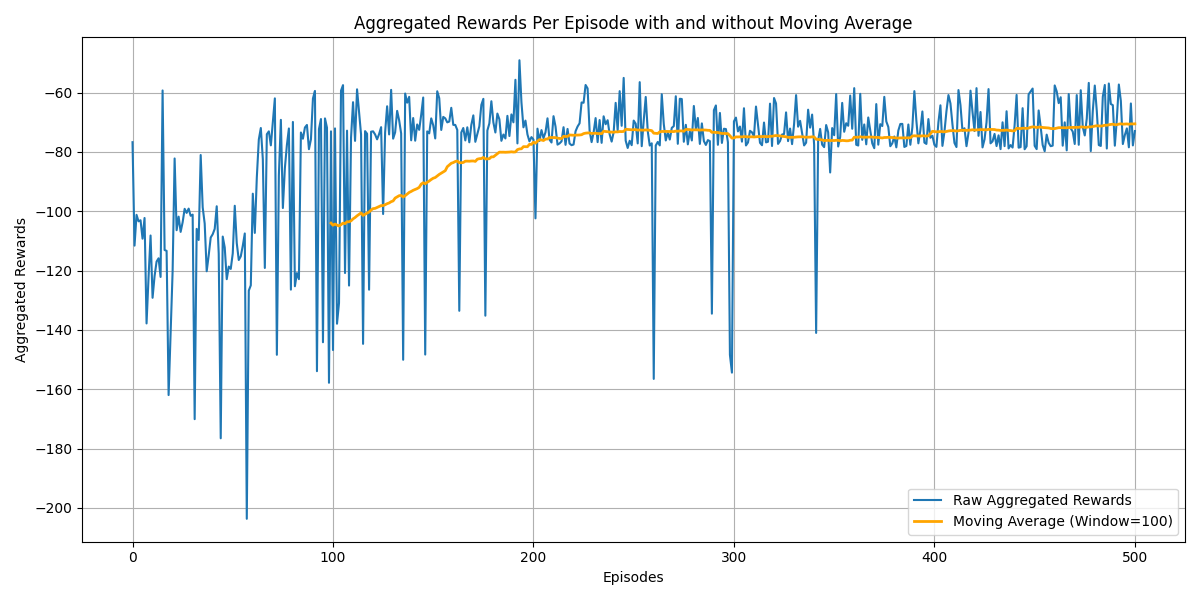 Aggregated Rewards Per Episode with and without Moving Average
Aggregated Rewards
−60
−80
−100
−120
−140
−160
−180
−200
0
100
200
300
400
500
Episodes
Raw Aggregated Rewards
Moving Average (Window=100)